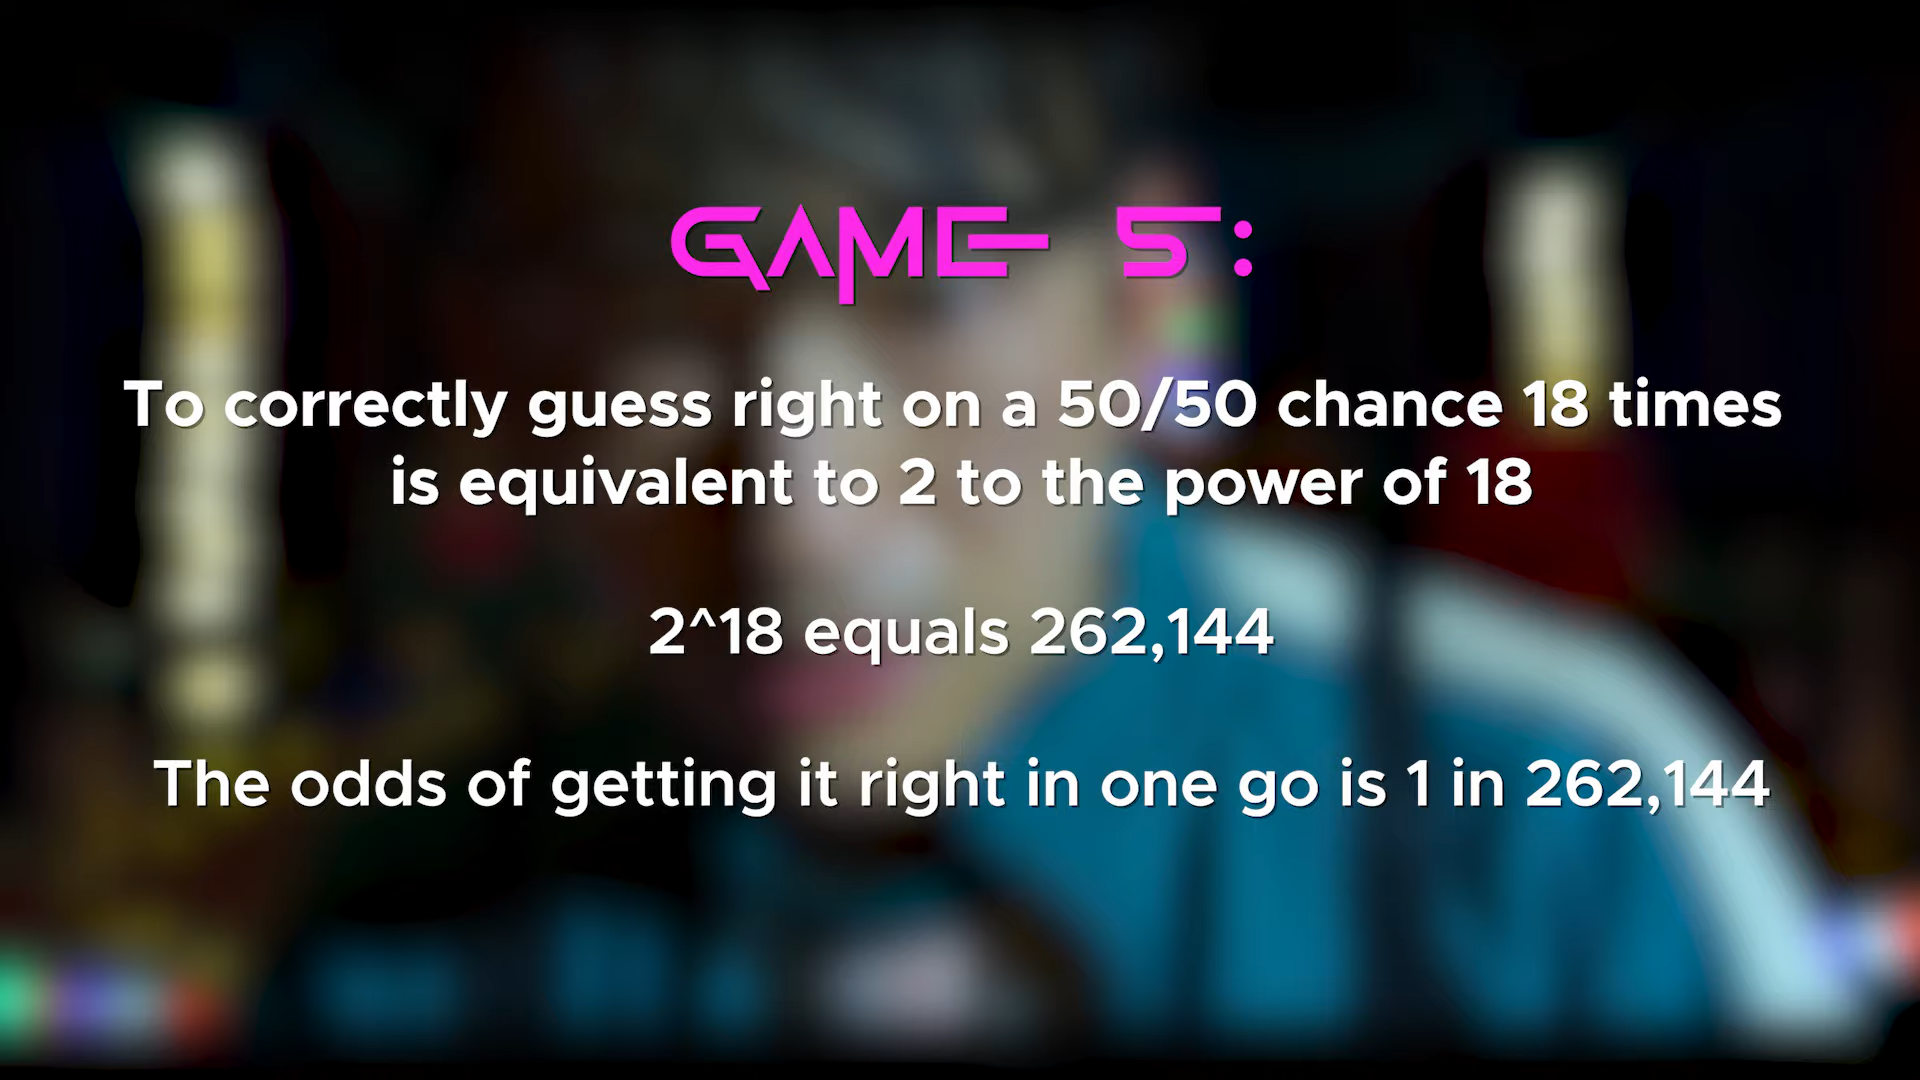 GAME 5:
To correctly guess right on a 50/50 chance 18 times
is equivalent to 2 to the power of 18
2^18 equals 262,144
The odds of getting it right in one go is 1 in 262,144